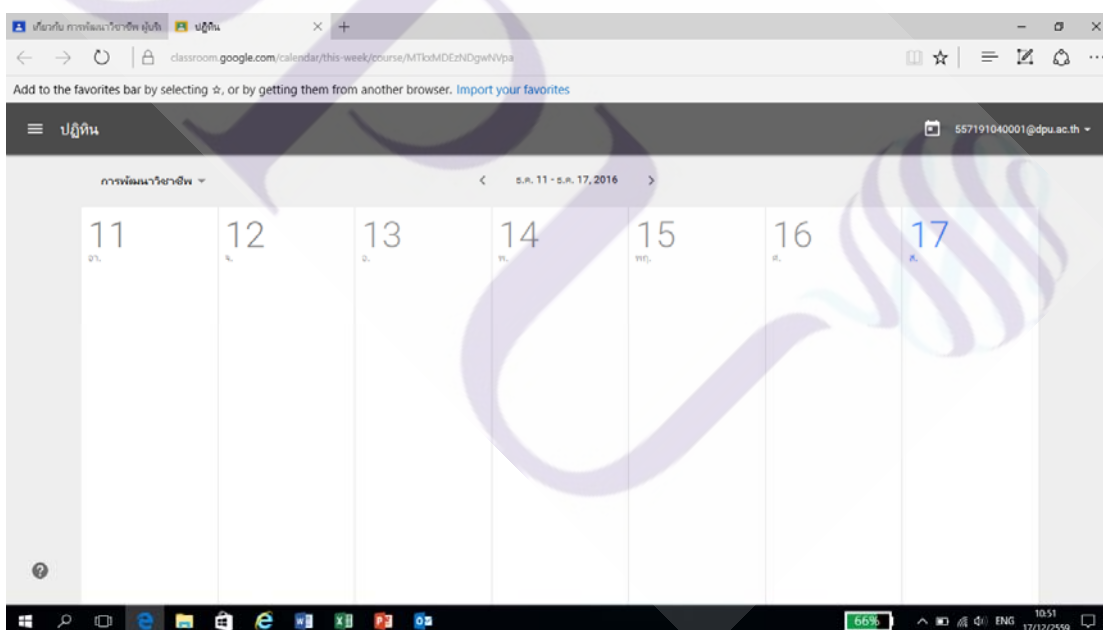 เกี่ยวกับ การพัฒนาวิชาชีพ ผู้บริ
ปฏิทิน
classroom.google.com/calendar/this-week/course/MTkxMDEzNDgwNVpa
Add to the favorites bar by selecting ☆, or by getting them from another browser. Import your favorites
ปฏิทิน
557191040001@dpu.ac.th
การพัฒนาวิชาชีพ
ธ.ค. 11 - ธ.ค. 17, 2016
11 12 13 14 15 16 17
อา. จ. อ. พ. พฤ. ศ. ส.
66%
ENG
10:51
17/12/2559